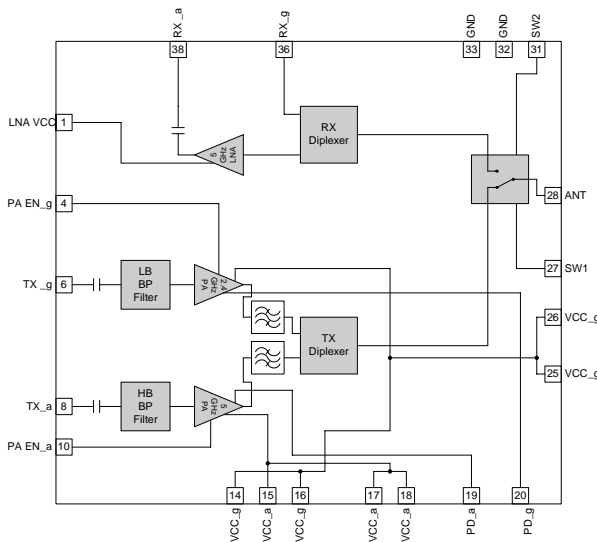 RX_a
RX_g
GND
GND
SW2
38
36
33
32
31
LNA VCC
1
5
GHz
LNA
RX
Diplexer
28
ANT
PA EN_g
4
27
SW1
TX_g
6
LB
BP
Filter
2.4
GHz
PA
TX
Diplexer
26
VCC_g
25
VCC_g
TX_a
8
HB
BP
Filter
5
GHz
PA
PA EN_a
10
14
15
16
17
18
19
20
VCC_g
VCC_a
VCC_g
VCC_a
VCC_a
PD_a
PD_g